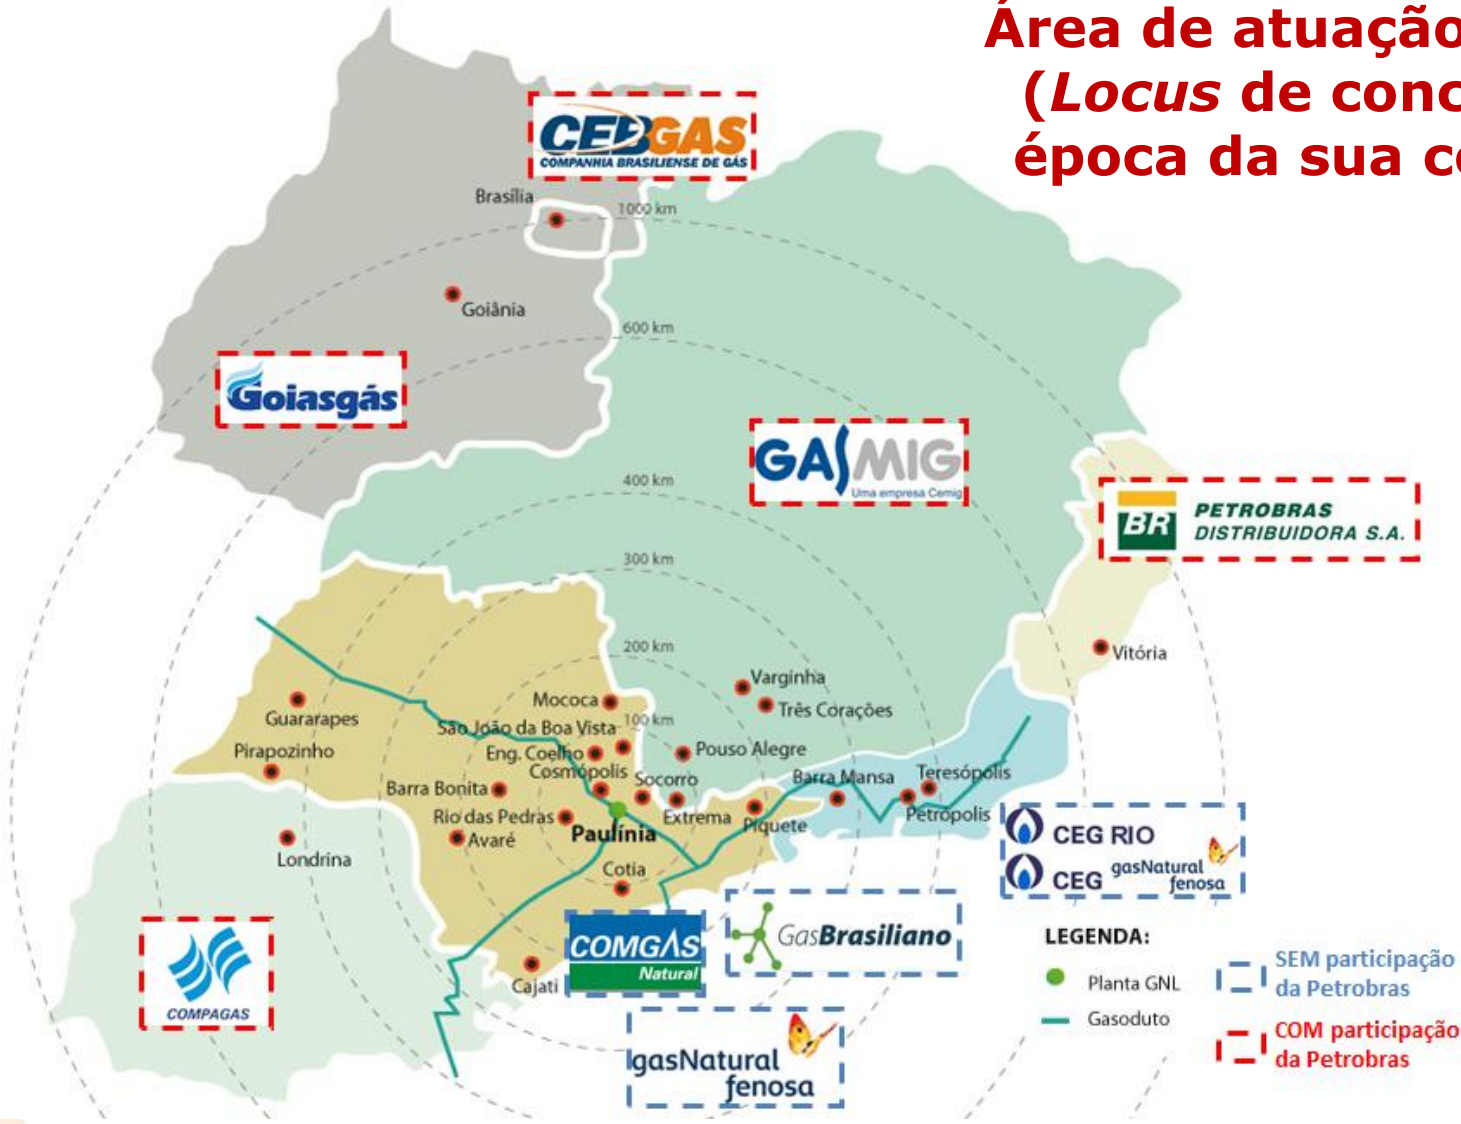 Área de atuação
(Locus de conc
época da sua c
CEBGAS
COMPANHIA BRASILIENSE DE GÁS
Brasília
1000 km
Goiânia
600 km
Goiasgás
GASMIG
Uma empresa Cemig
400 km
BR PETROBRAS
DISTRIBUIDORA S.A.
300 km
200 km
Vitória
Varginha
Três Corações
Mococa
100 km
São João da Boa Vista
Guararapes
Eng. Coelho
Pouso Alegre
Pirapozinho
Cosmópolis
Socorro
Barra Mansa
Teresópolis
Barra Bonita
Rio das Pedras
Extrema
Piquete
Petrópolis
Paulínia
Avaré
Londrina
Cotia
CEG RIO
CEG
gasNatural
fenosa
COMGAS
Natural
GasBrasiliano
Cajati
COMPAGAS
gasNatural
fenosa
LEGENDA:
Planta GNL
Gasoduto
SEM participação
da Petrobras
COM participação
da Petrobras